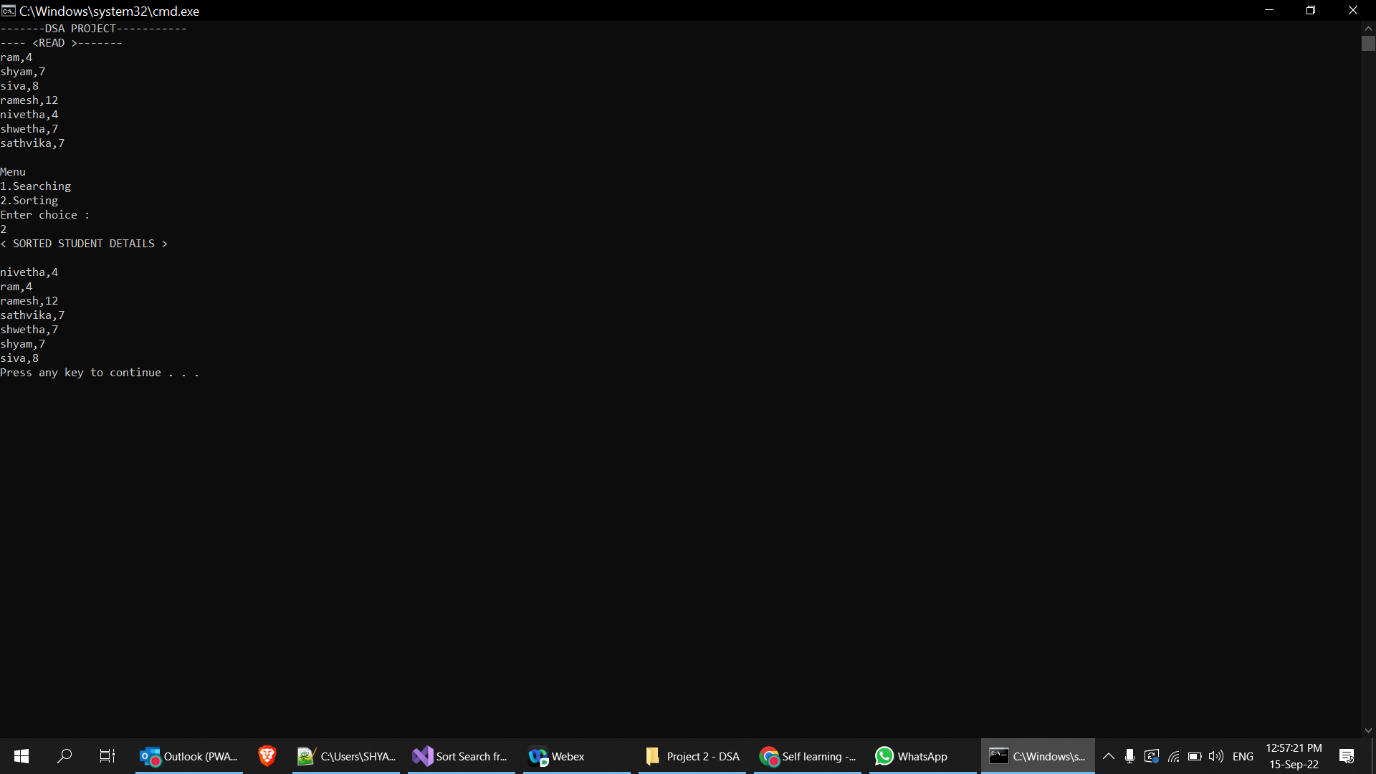 C:\Windows\system32\cmd.exe
-------DSA PROJECT-----------
---- <READ >-------
ram,4
shyam,7
siva,8
ramesh,12
nivetha,4
shwetha,7
sathvika,7
Menu
1.Searching
2.Sorting
Enter choice :
2
< SORTED STUDENT DETAILS >
nivetha,4
ram,4
ramesh,12
sathvika,7
shwetha,7
shyam,7
siva,8
Press any key to continue . . .
Outlook (PWA... C:\Users\SHYA... Sort Search fr... Webex Project 2 - DSA Self learning -... WhatsApp C:\Windows\s... ENG 12:57:21 PM
15-Sep-22